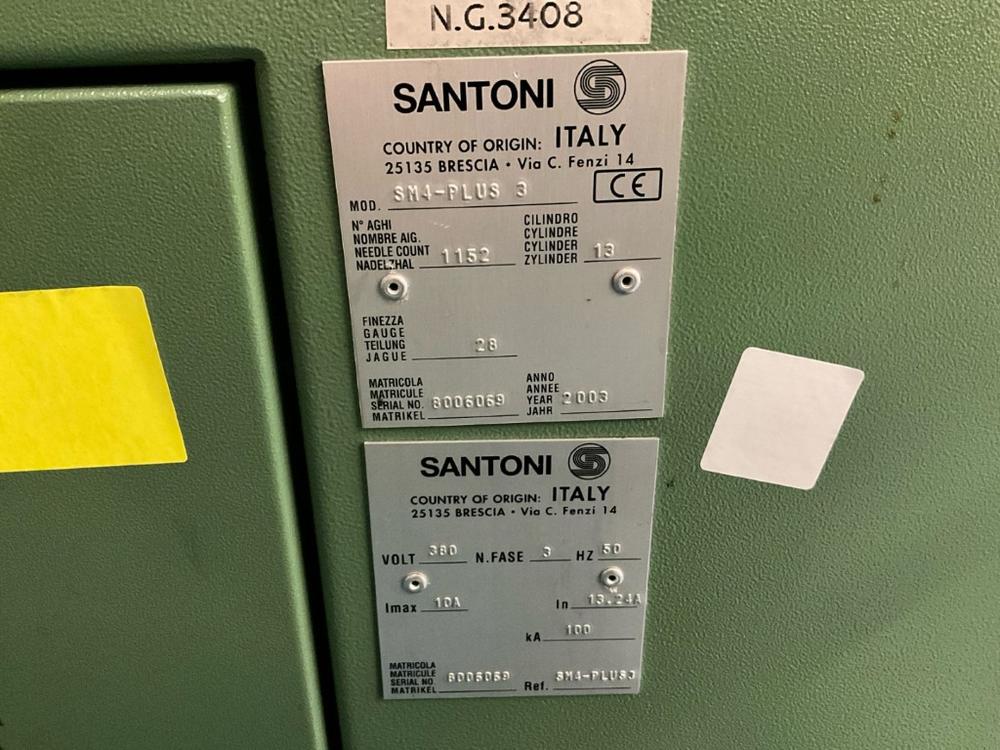 N.G.3408
SANTONI
COUNTRY OF ORIGIN: ITALY
25135 BRESCIA • Via C. Fenzi 14
MOD. SM4-PLUS 3
CE
N° AGHI
NOMBRE AIG.
NEEDLE COUNT
NADELZHAL 1152
CILINDRO
CYLINDRE
CYLINDER
ZYLINDER 13
FINEZZA
GAUGE
TEILUNG
JAGUE 28
MATRICOLA
MATRICULE
SERIAL NO. 8006069
MATRIKEL
ANNO
ANNEE
YEAR 2003
JAHR
SANTONI
COUNTRY OF ORIGIN: ITALY
25135 BRESCIA • Via C. Fenzi 14
VOLT 380 N.FASE 3 HZ 50
Imax 10A In 13.24A
kA 100
MATRICOLA
MATRICULE
SERIAL NO. 8006069
MATRIKEL
Ref. SM4-PLUS3